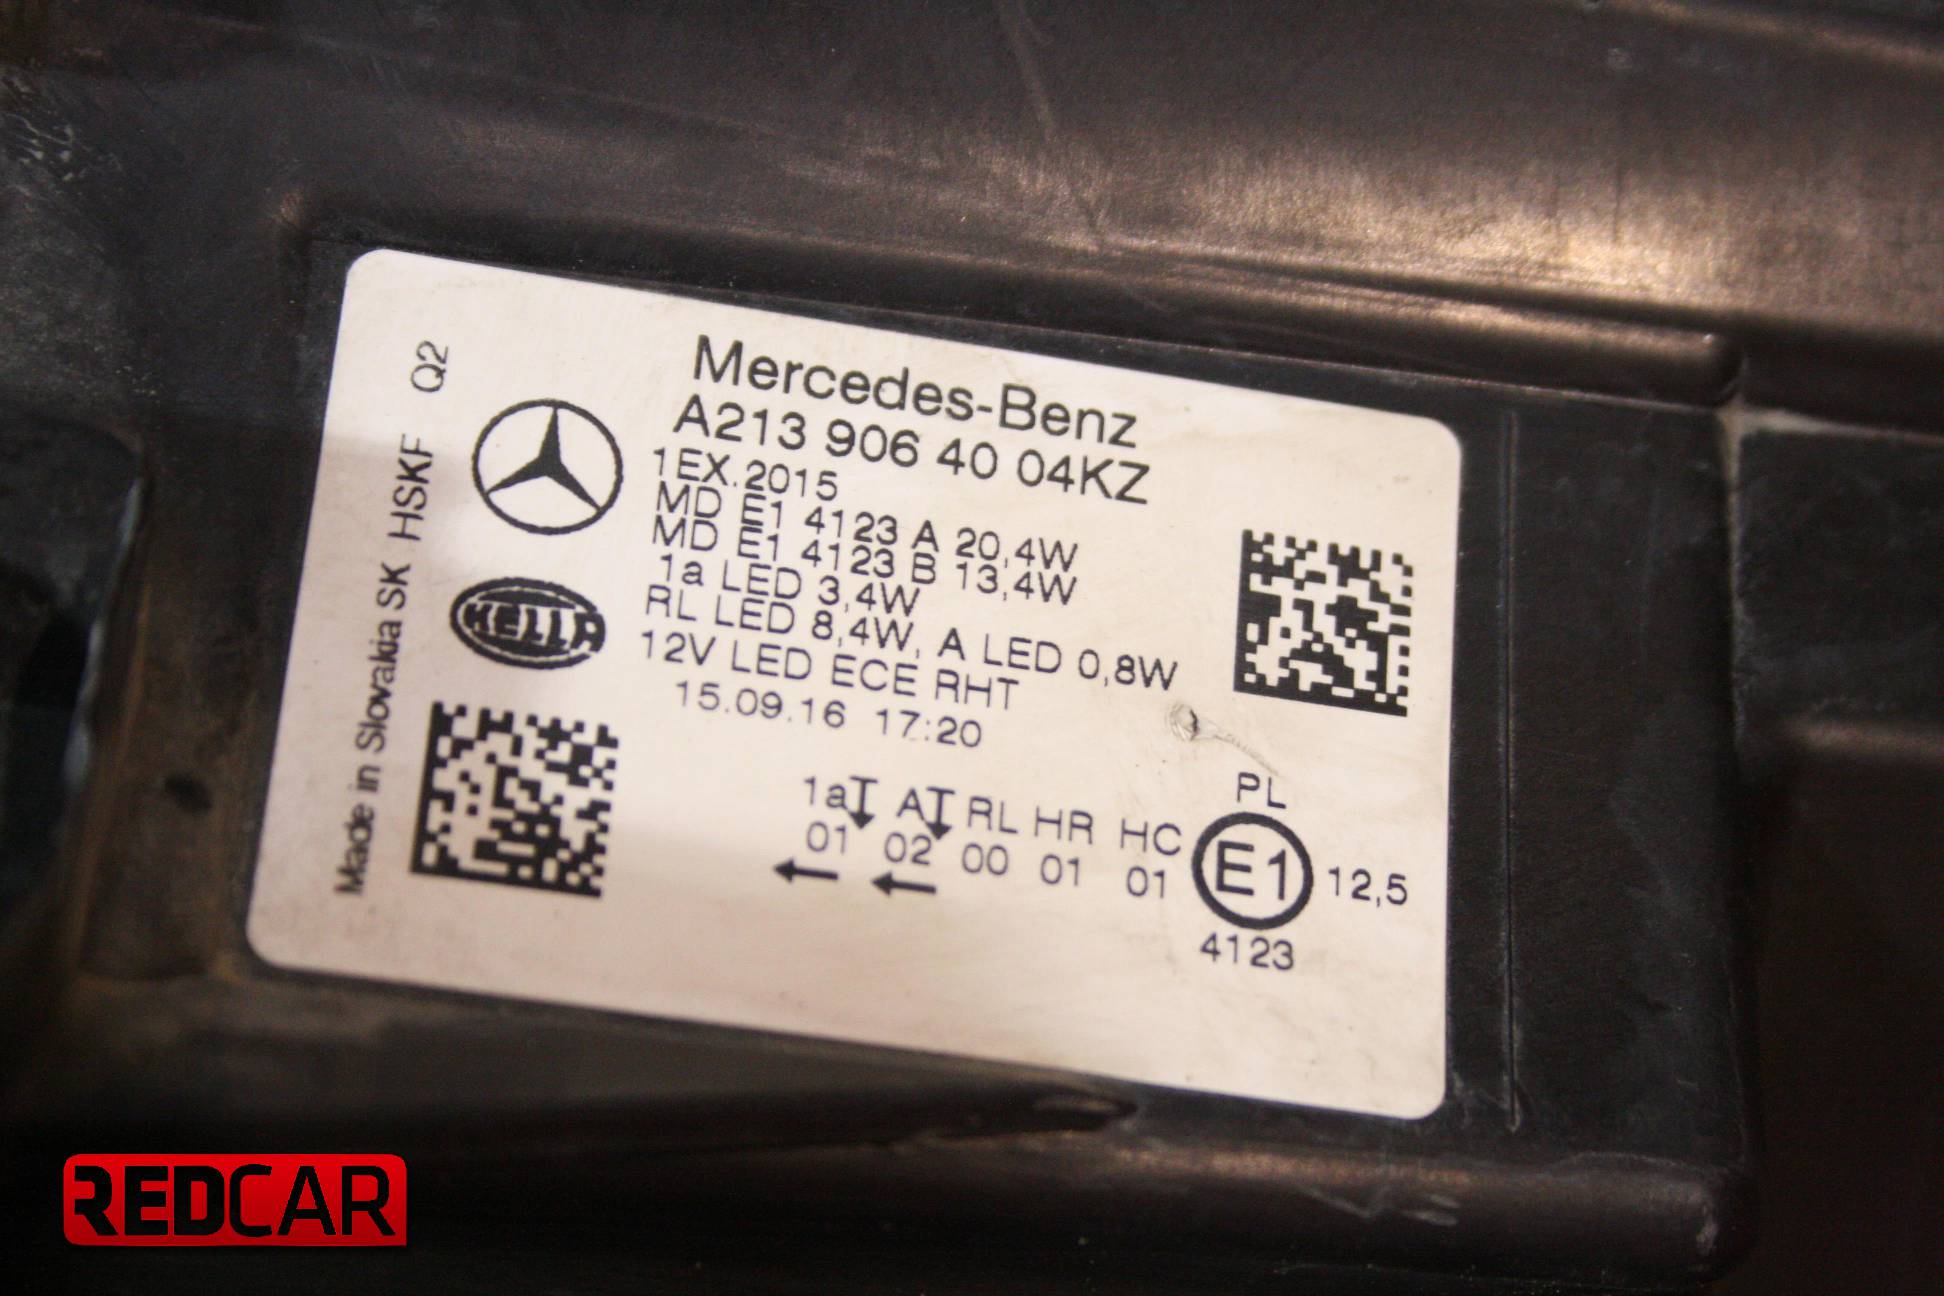 Mercedes-Benz
A213 906 40 04KZ
1EX.2015
MD E1 4123 A 20,4W
MD E1 4123 B 13,4W
1a LED 3,4W
RL LED 8,4W, A LED 0,8W
12V LED ECE RHT
15.09.16 17:20
Made in Slovakia SK HSKF Q2
HELLA
1a A RL HR HC
01 02 00 01 01
PL
E1 12,5
4123
REDCAR